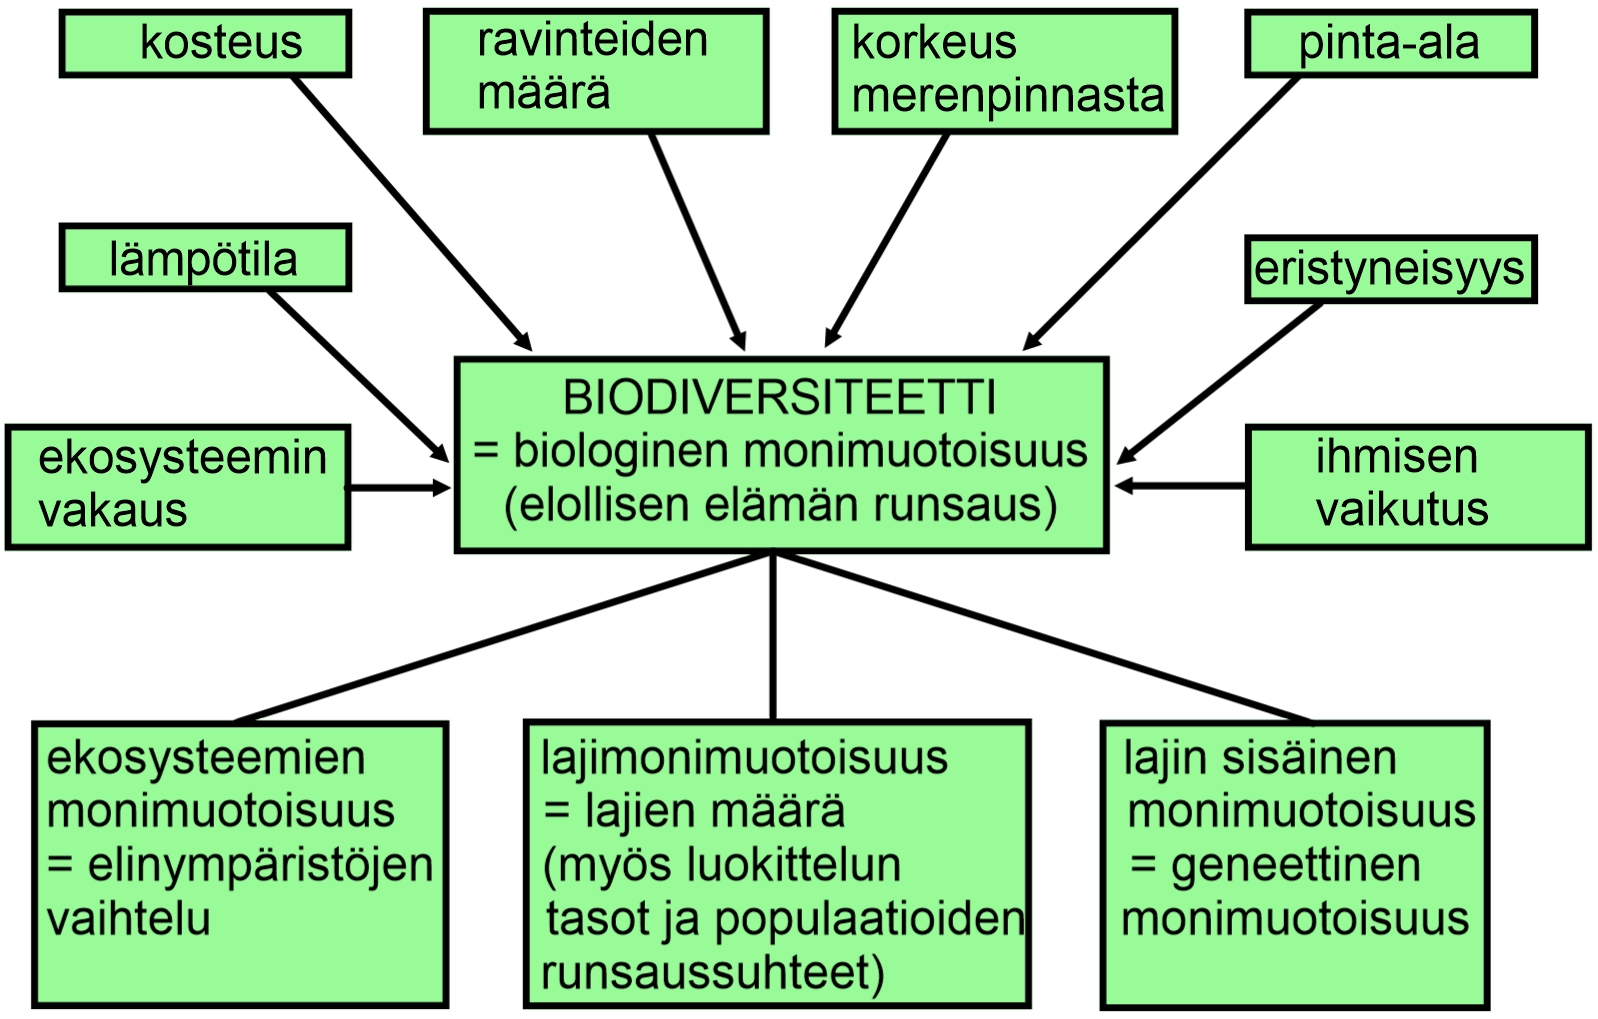 kosteus
ravinteiden
määrä
korkeus
merenpinnasta
pinta-ala
lämpötila
eristyneisyys
BIODIVERSITEETTI
= biologinen monimuotoisuus
(elollisen elämän runsaus)
ekosysteemin
vakaus
ihmisen
vaikutus
ekosysteemien
monimuotoisuus
= elinympäristöjen
vaihtelu
lajimonimuotoisuus
= lajien määrä
(myös luokittelun
tasot ja populaatioiden
runsaussuhteet)
lajin sisäinen
monimuotoisuus
= geneettinen
monimuotoisuus